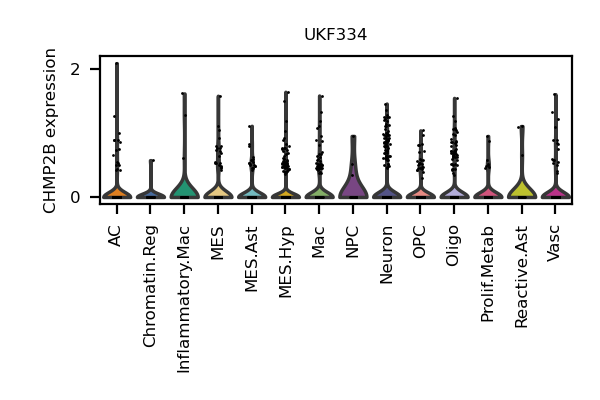 UKF334
CHMP2B expression
2
0
AC
Chromatin.Reg
Inflammatory.Mac
MES
MES.Ast
MES.Hyp
Mac
NPC
Neuron
OPC
Oligo
Prolif.Metab
Reactive.Ast
Vasc